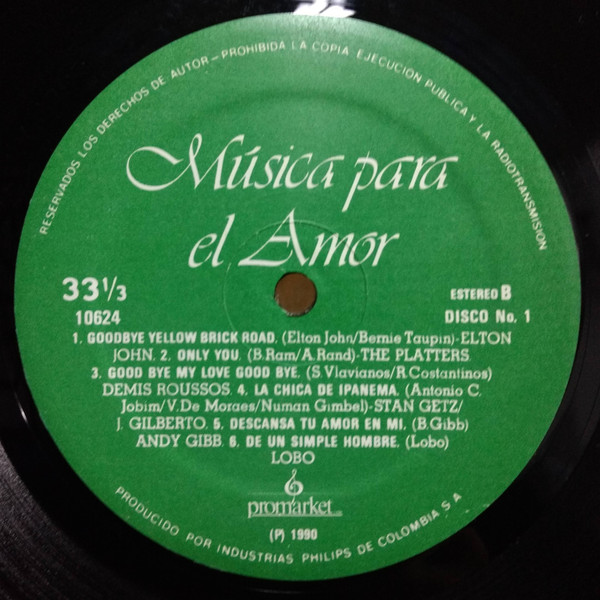 RESERVADOS LOS DERECHOS DE AUTOR - PROHIBIDA LA COPIA EJECUCION PUBLICA Y LA RADIOTRANSMISION
Música para
el Amor
33 1/3
ESTEREO B
10624
DISCO No. 1
1. GOODBYE YELLOW BRICK ROAD. (Elton John/Bernie Taupin)-ELTON
JOHN. 2. ONLY YOU. (B.Ram/A.Rand)-THE PLATTERS
3. GOOD BYE MY LOVE GOOD BYE. (S.Vlavianos/R.Costantinos)
DEMIS ROUSSOS. 4. LA CHICA DE IPANEMA. (Antonio C.
Jobim/V.De Moraes/Numan Gimbel)-STAN GETZ/
J. GILBERTO. 5. DESCANSA TU AMOR EN MI. (B.Gibb)
ANDY GIBB. 6. DE UN SIMPLE HOMBRE. (Lobo)
LOBO
promarket
(P) 1990
PRODUCIDO POR INDUSTRIAS PHILIPS DE COLOMBIA S A